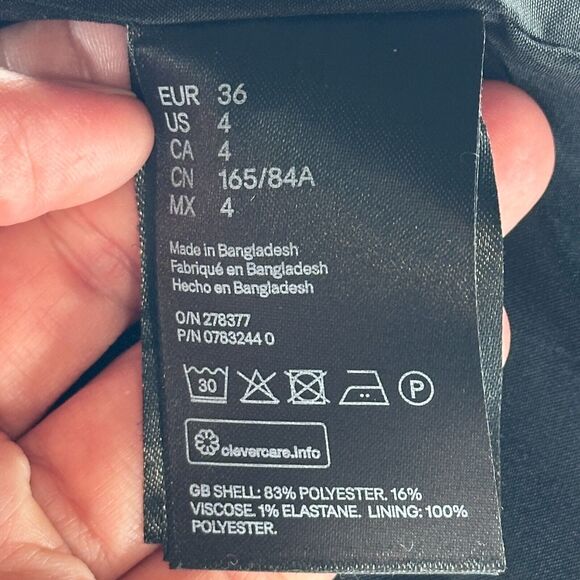 EUR 36
US 4
CA 4
CN 165/84A
MX 4
Made in Bangladesh
Fabriqué en Bangladesh
Hecho en Bangladesh
O/N 278377
P/N 0783244 0
30 P
clevercare.info
GB SHELL: 83% POLYESTER. 16%
VISCOSE. 1% ELASTANE. LINING: 100%
POLYESTER.